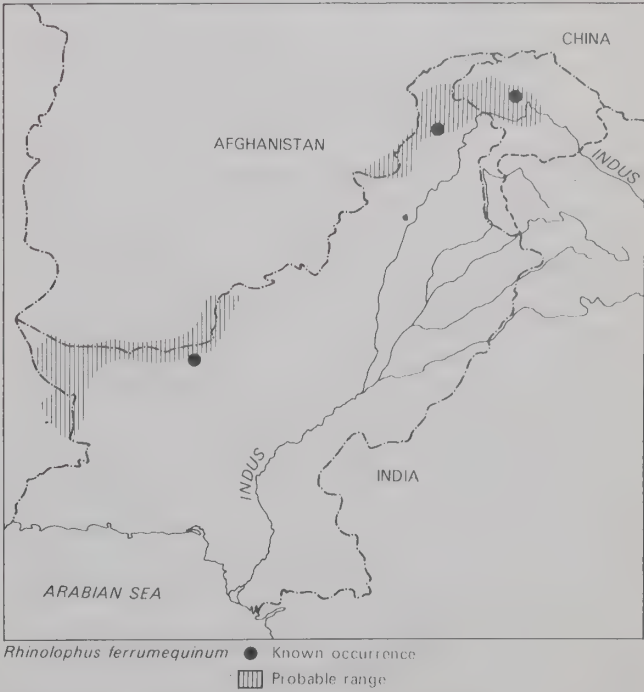 CHINA
AFGHANISTAN
INDUS
INDUS
INDIA
ARABIAN SEA
Rhinolophus ferrumequinum Known occurrence
Probable range